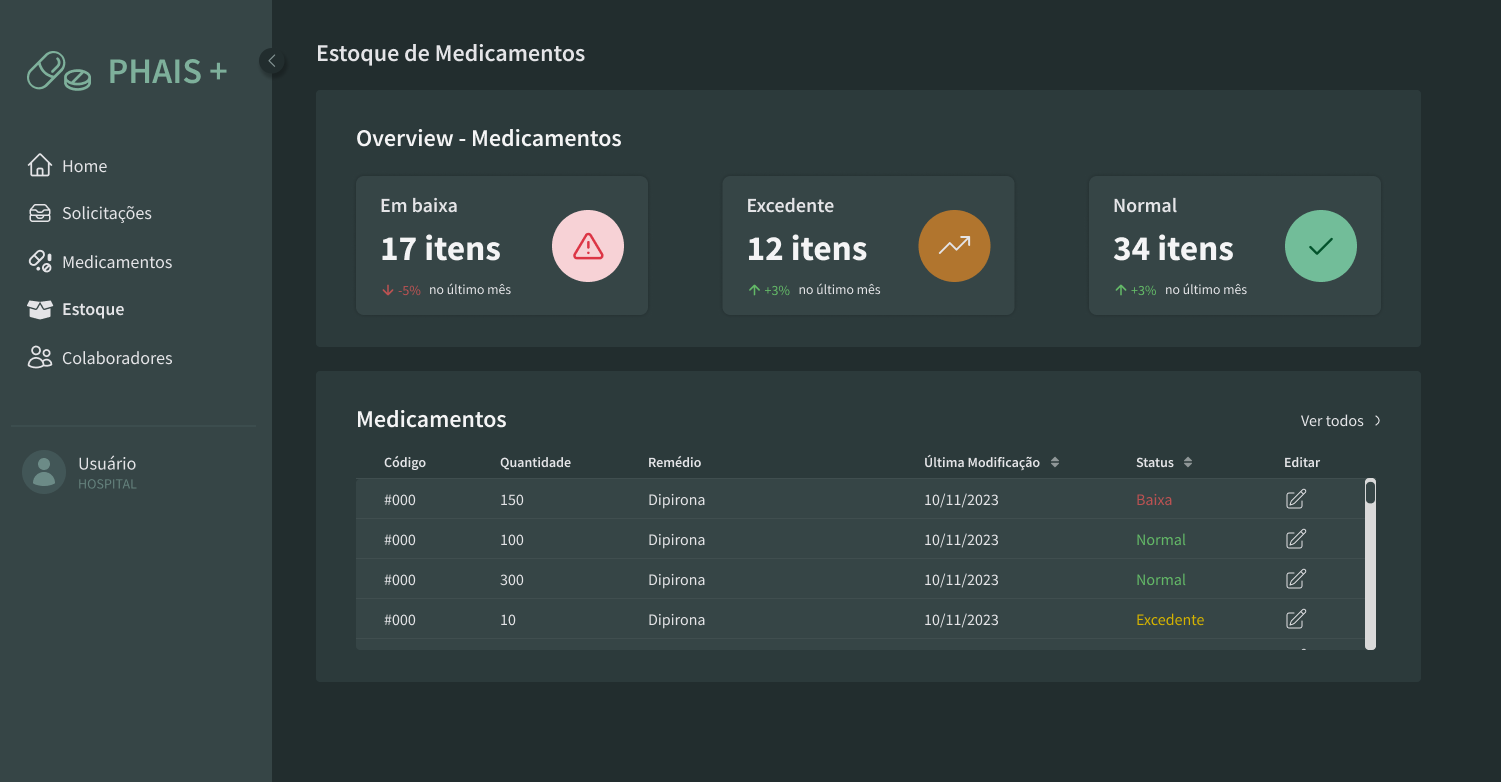 PHAIS +
Home
Solicitações
Medicamentos
Estoque
Colaboradores
Usuário
HOSPITAL
Estoque de Medicamentos
Overview - Medicamentos
Em baixa
17 itens
-5% no último mês
Excedente
12 itens
+3% no último mês
Normal
34 itens
+3% no último mês
Medicamentos
Ver todos
Código Quantidade Remédio Última Modificação Status Editar
#000 150 Dipirona 10/11/2023 Baixa
#000 100 Dipirona 10/11/2023 Normal
#000 300 Dipirona 10/11/2023 Normal
#000 10 Dipirona 10/11/2023 Excedente